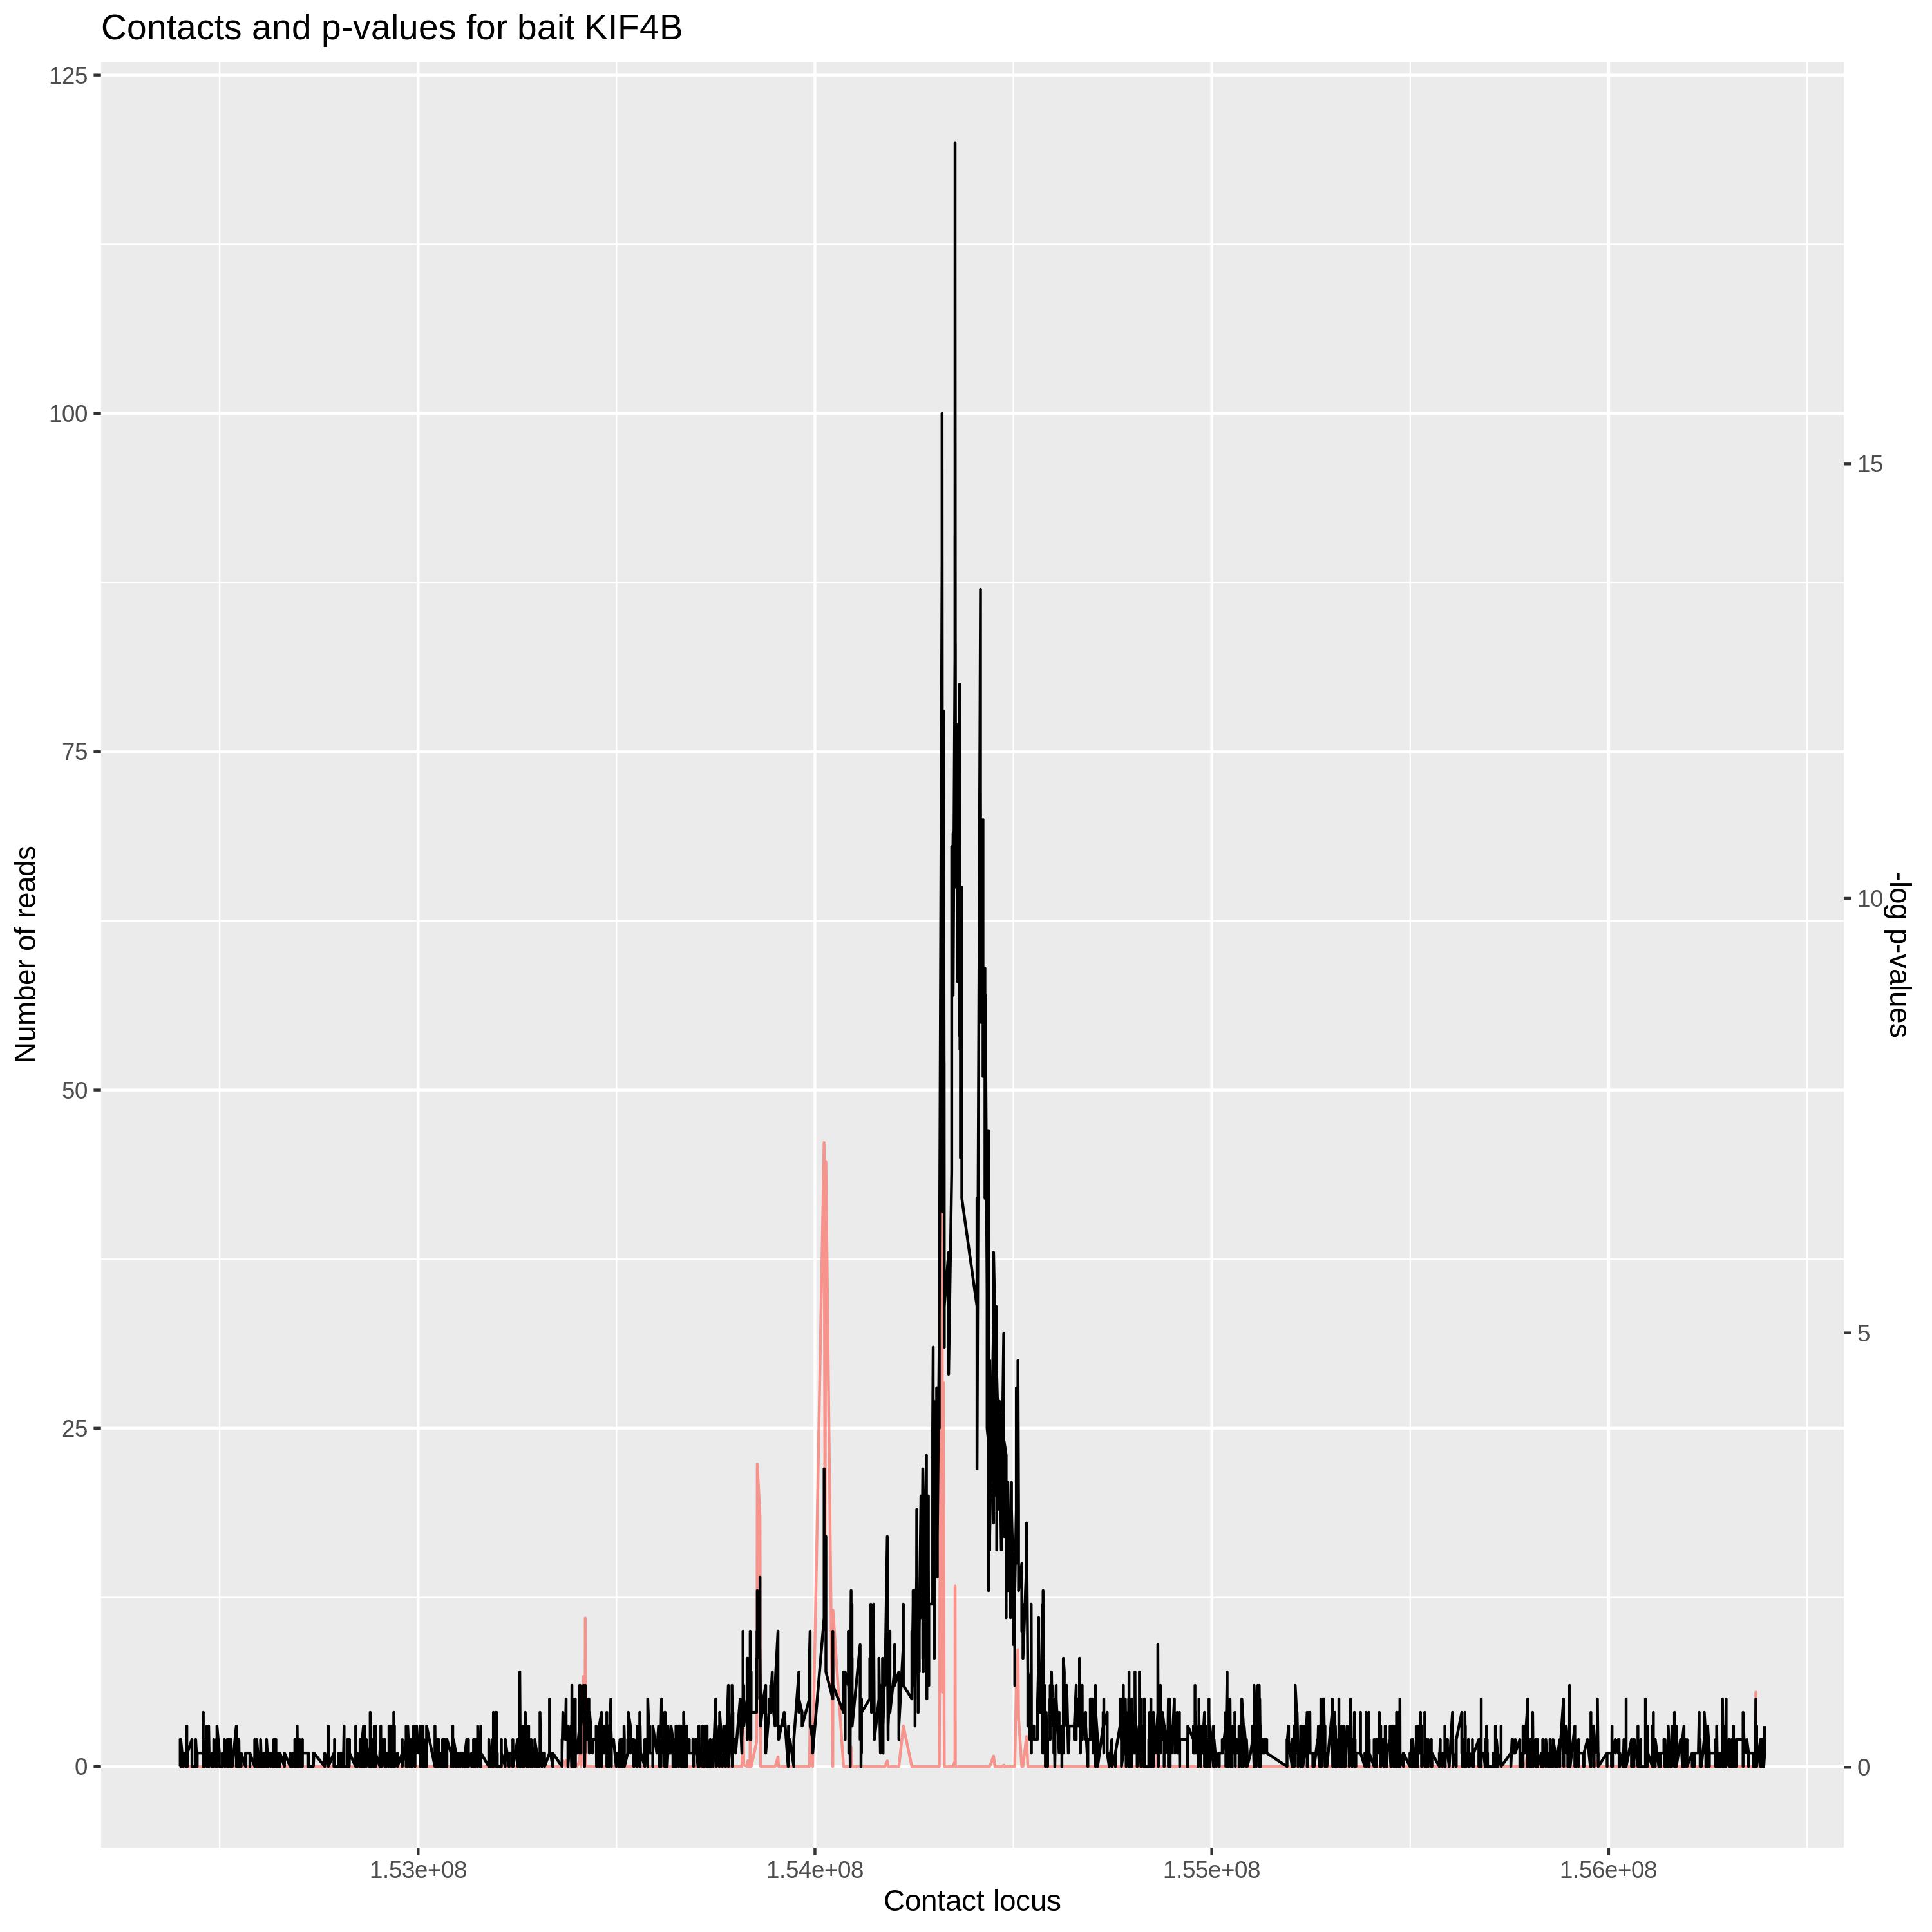 Contacts and p-values for bait KIF4B
125
100
75
50
25
0
Number of reads
15
10
5
0
-log p-values
1.53e+08 1.54e+08 1.55e+08 1.56e+08
Contact locus